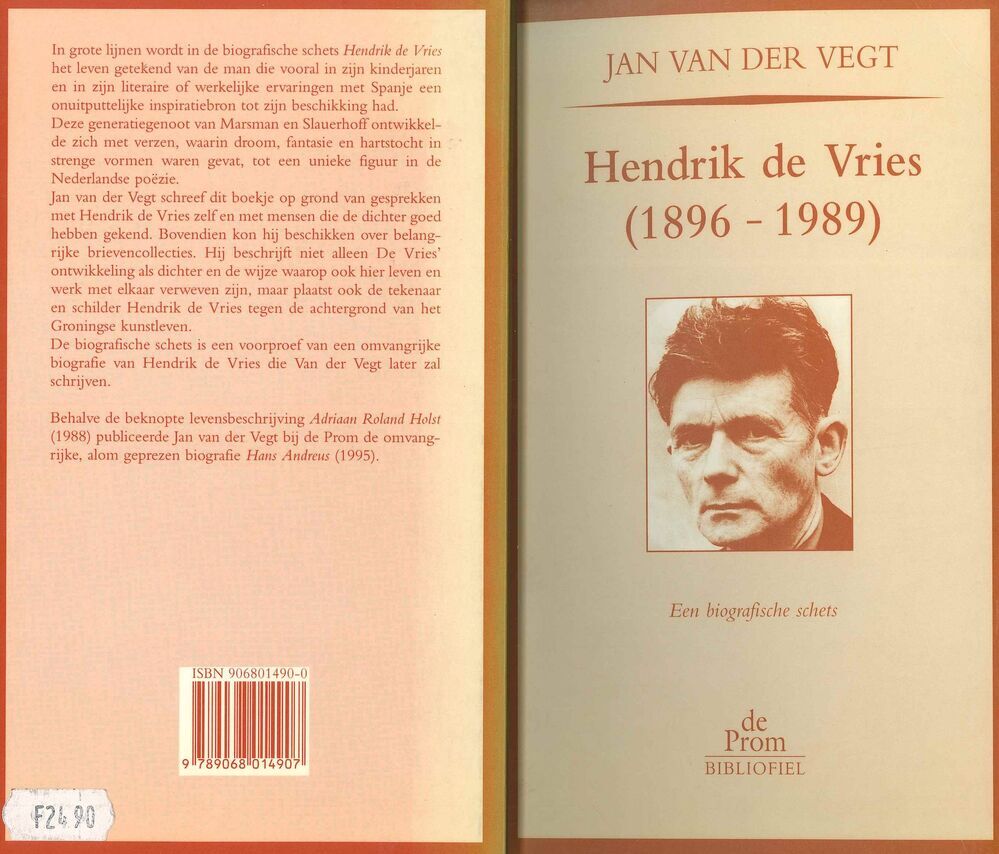 In grote lijnen wordt in de biografische schets Hendrik de Vries
het leven getekend van de man die vooral in zijn kinderjaren
en in zijn literaire of werkelijke ervaringen met Spanje een
onuitputtelijke inspiratiebron tot zijn beschikking had.
Deze generatiegenoot van Marsman en Slauerhoff ontwikkel-
de zich met verzen, waarin droom, fantasie en hartstocht in
strenge vormen waren gevat, tot een unieke figuur in de
Nederlandse poëzie.
Jan van der Vegt schreef dit boekje op grond van gesprekken
met Hendrik de Vries zelf en met mensen die de dichter goed
hebben gekend. Bovendien kon hij beschikken over belang-
rijke brievencollecties. Hij beschrijft niet alleen De Vries'
ontwikkeling als dichter en de wijze waarop ook hier leven en
werk met elkaar verweven zijn, maar plaatst ook de tekenaar
en schilder Hendrik de Vries tegen de achtergrond van het
Groningse kunstleven.
De biografische schets is een voorproef van een omvangrijke
biografie van Hendrik de Vries die Van der Vegt later zal
schrijven.
Behalve de beknopte levensbeschrijving Adriaan Roland Holst
(1988) publiceerde Jan van der Vegt bij de Prom de omvang-
rijke, alom geprezen biografie Hans Andreus (1995).
ISBN 906801490-0
9 789068 014907
F24,90
JAN VAN DER VEGT
Hendrik de Vries
(1896 - 1989)
Een biografische schets
de
Prom
BIBLIOFIEL